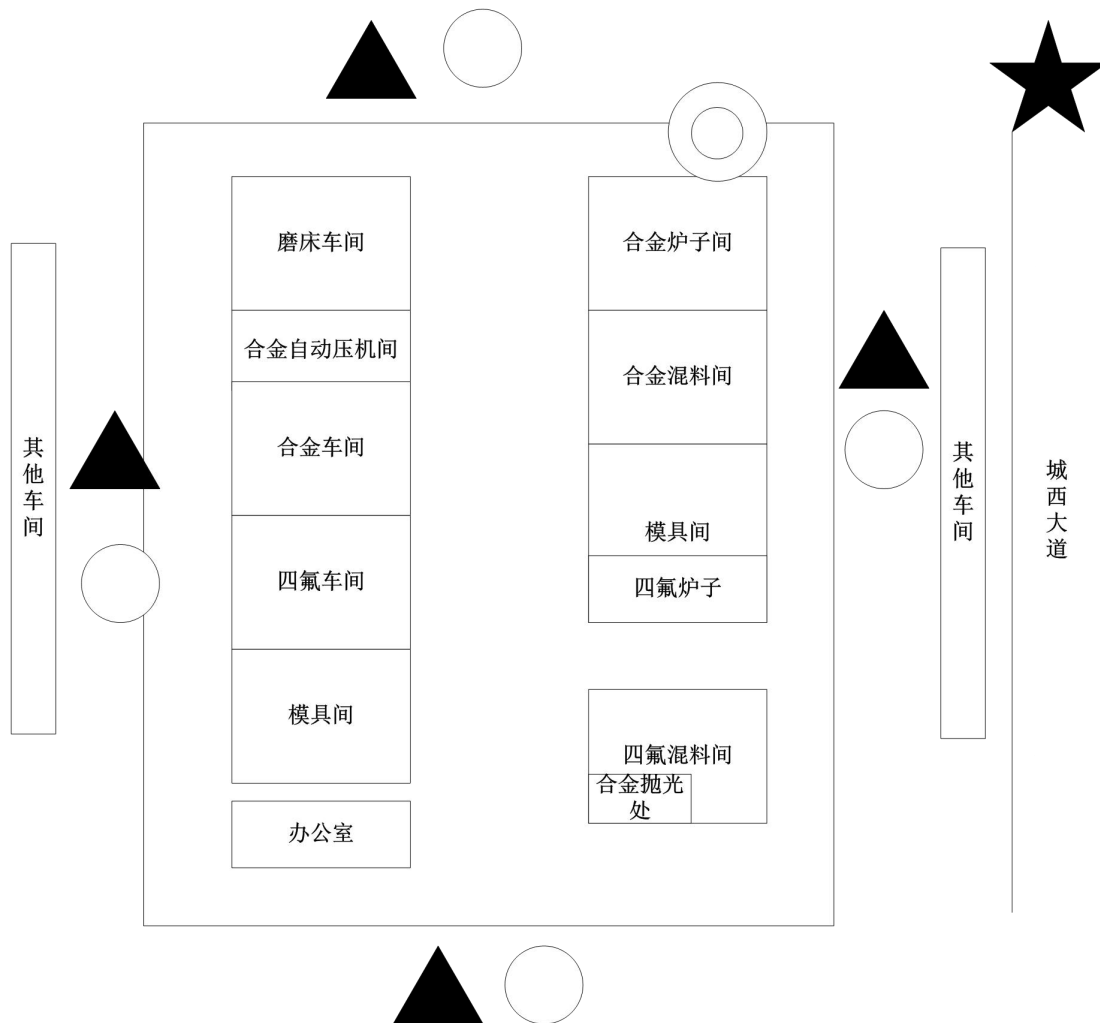 磨床车间
合金自动压机间
合金车间
四氟车间
模具间
办公室
合金炉子间
合金混料间
模具间
四氟炉子
四氟混料间
合金抛光
处
其他车间
其他车间
城西大道